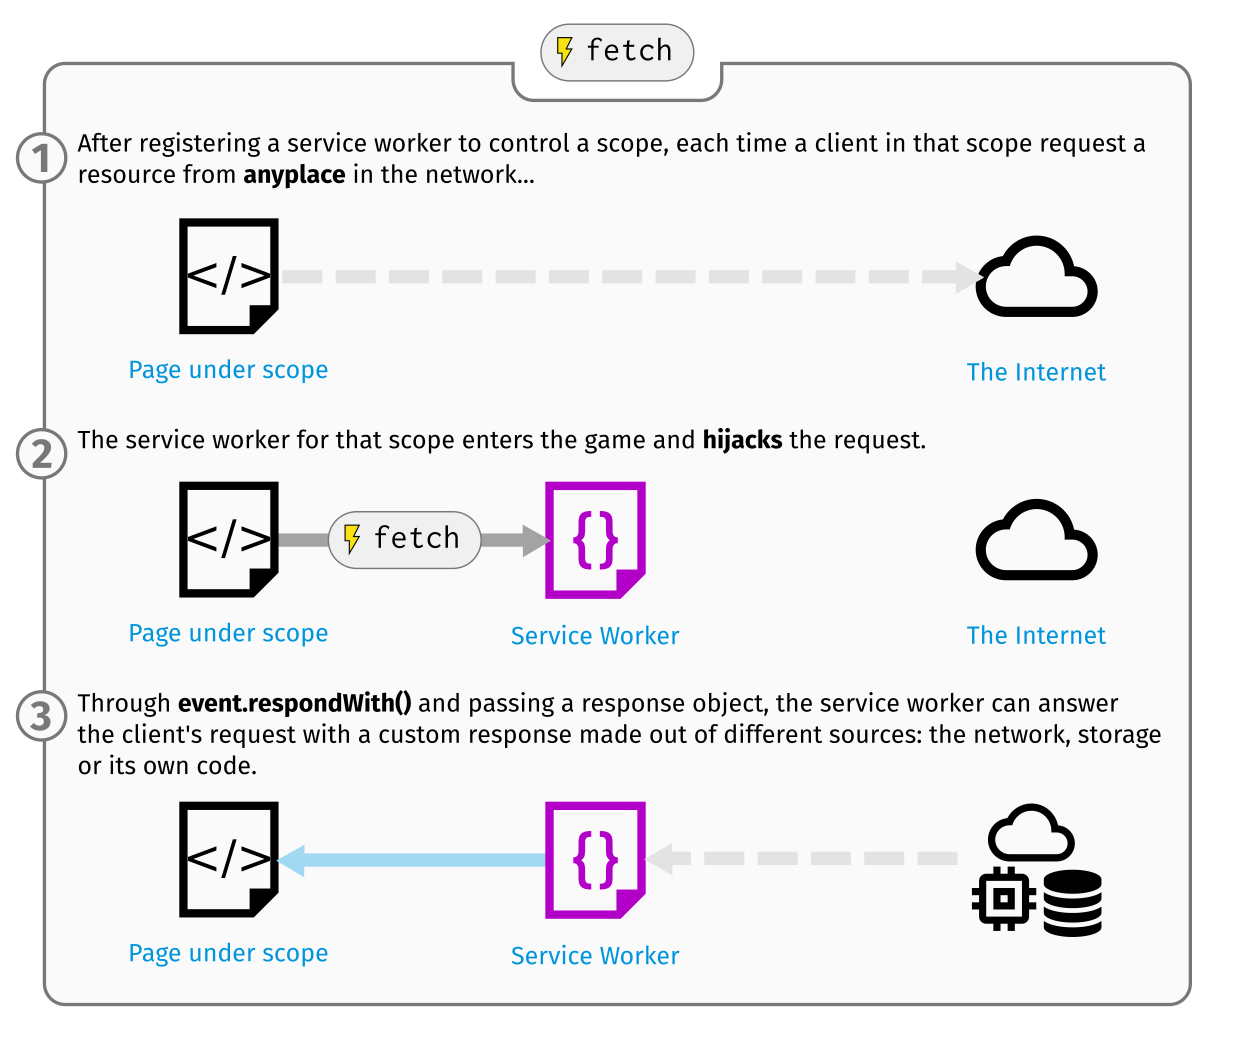 fetch
1
After registering a service worker to control a scope, each time a client in that scope request a
resource from anyplace in the network...
</>
Page under scope
The Internet
2
The service worker for that scope enters the game and hijacks the request.
</>
fetch
{}
Page under scope
Service Worker
The Internet
3
Through event.respondWith() and passing a response object, the service worker can answer
the client's request with a custom response made out of different sources: the network, storage
or its own code.
</>
{}
Page under scope
Service Worker